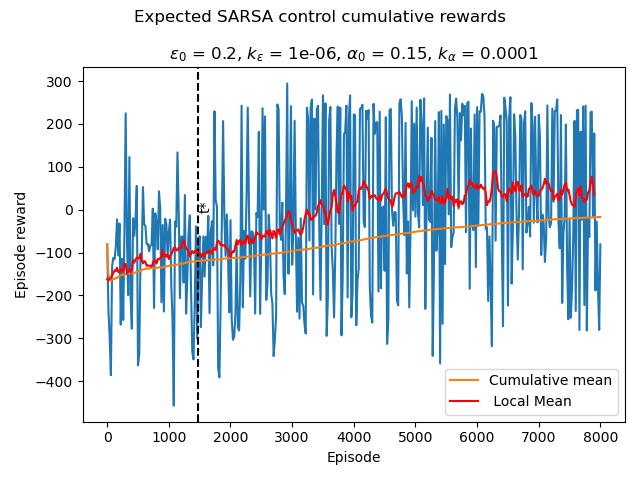 Expected SARSA control cumulative rewards
ε₀ = 0.2, kε = 1e-06, α₀ = 0.15, kα = 0.0001
Episode reward
300
200
100
0
−100
−200
−300
−400
t*
0 1000 2000 3000 4000 5000 6000 7000 8000
Episode
Cumulative mean
Local Mean